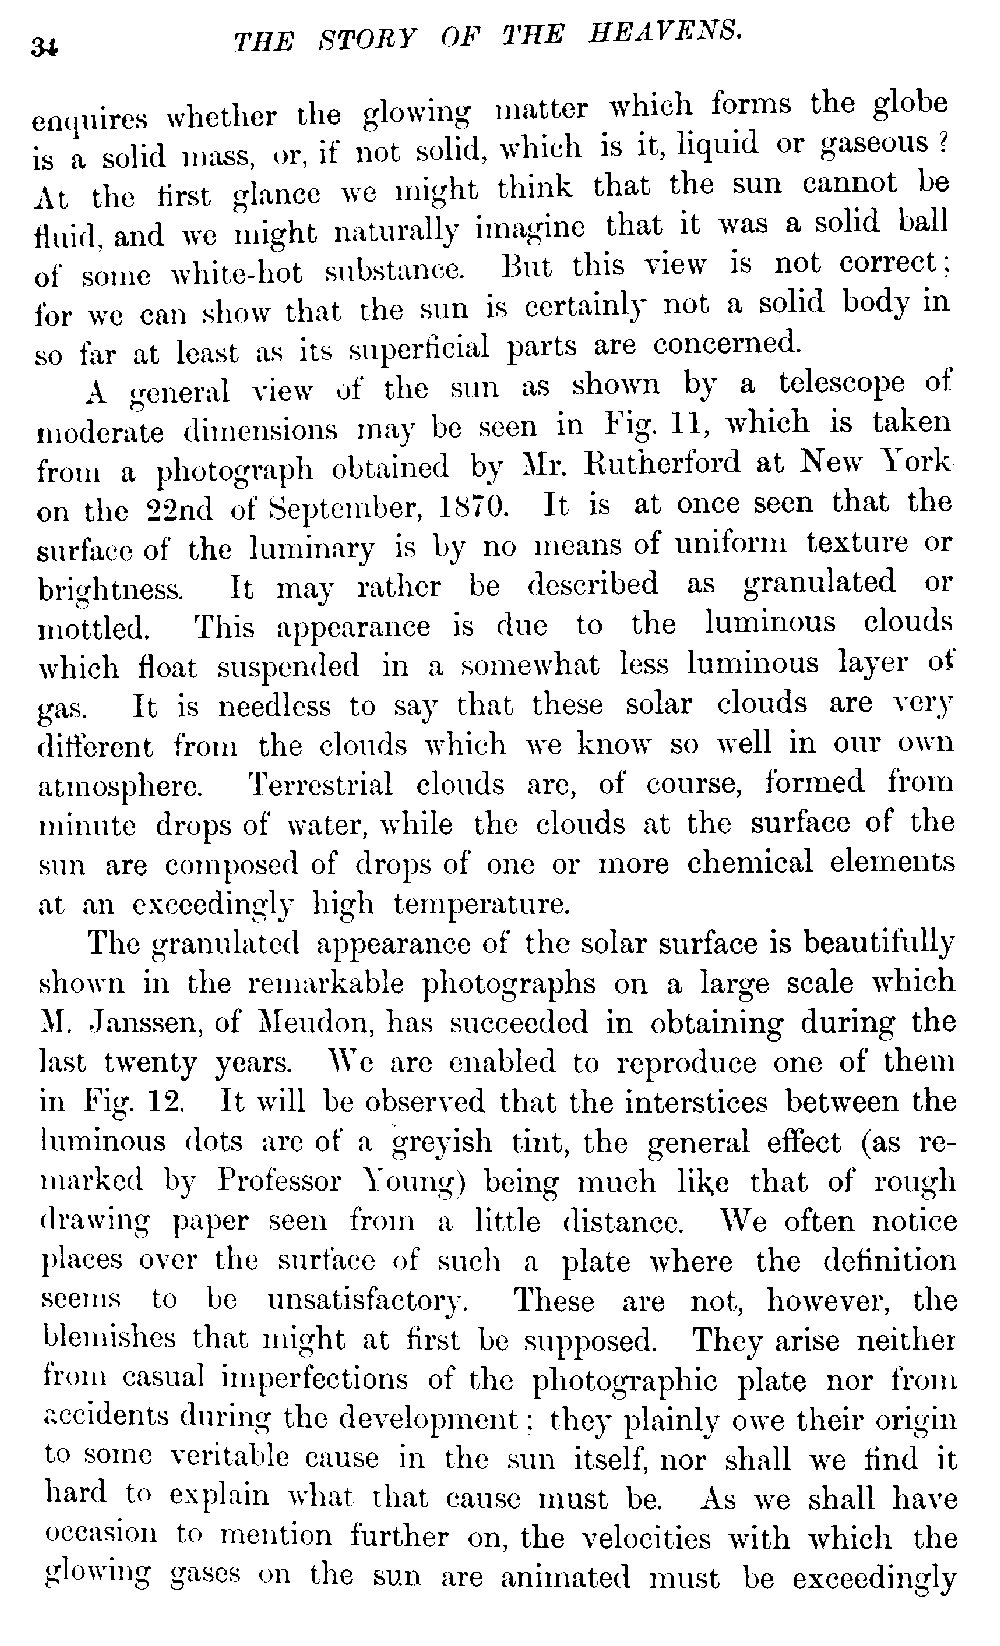 34 THE STORY OF THE HEAVENS.
enquires whether the glowing matter which forms the globe
is a solid mass, or, if not solid, which is it, liquid or gaseous?
At the first glance we might think that the sun cannot be
fluid, and we might naturally imagine that it was a solid ball
of some white-hot substance. But this view is not correct;
for we can show that the sun is certainly not a solid body in
so far at least as its superficial parts are concerned.
A general view of the sun as shown by a telescope of
moderate dimensions may be seen in Fig. 11, which is taken
from a photograph obtained by Mr. Rutherford at New York
on the 22nd of September, 1870. It is at once seen that the
surface of the luminary is by no means of uniform texture or
brightness. It may rather be described as granulated or
mottled. This appearance is due to the luminous clouds
which float suspended in a somewhat less luminous layer of
gas. It is needless to say that these solar clouds are very
different from the clouds which we know so well in our own
atmosphere. Terrestrial clouds are, of course, formed from
minute drops of water, while the clouds at the surface of the
sun are composed of drops of one or more chemical elements
at an exceedingly high temperature.
The granulated appearance of the solar surface is beautifully
shown in the remarkable photographs on a large scale which
M. Janssen, of Meudon, has succeeded in obtaining during the
last twenty years. We are enabled to reproduce one of them
in Fig. 12. It will be observed that the interstices between the
luminous dots are of a greyish tint, the general effect (as re-
marked by Professor Young) being much like that of rough
drawing paper seen from a little distance. We often notice
places over the surface of such a plate where the definition
seems to be unsatisfactory. These are not, however, the
blemishes that might at first be supposed. They arise neither
from casual imperfections of the photographic plate nor from
accidents during the development; they plainly owe their origin
to some veritable cause in the sun itself, nor shall we find it
hard to explain what that cause must be. As we shall have
occasion to mention further on, the velocities with which the
glowing gases on the sun are animated must be exceedingly